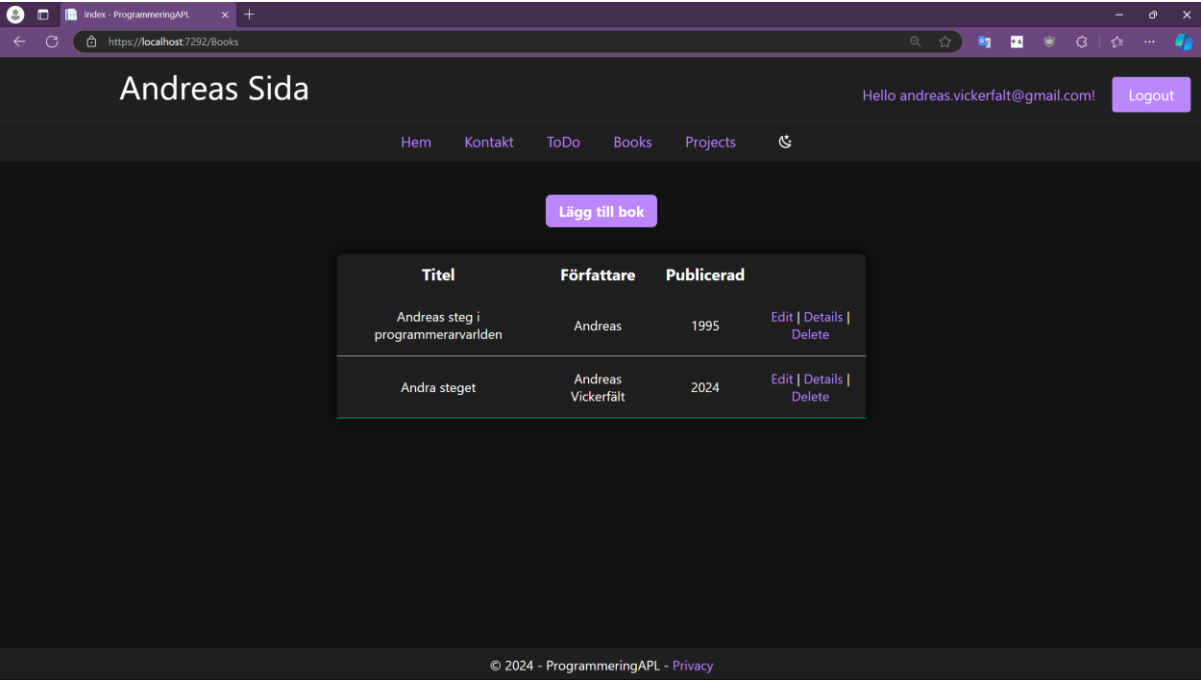 Index - ProgrammeringAPL
https://localhost:7292/Books
Andreas Sida
Hello andreas.vickerfalt@gmail.com!
Logout
Hem Kontakt ToDo Books Projects
Lägg till bok
Titel Författare Publicerad
Andreas steg i
programmerarvarlden
Andreas
1995
Edit | Details |
Delete
Andra steget
Andreas
Vickerfält
2024
Edit | Details |
Delete
© 2024 - ProgrammeringAPL - Privacy